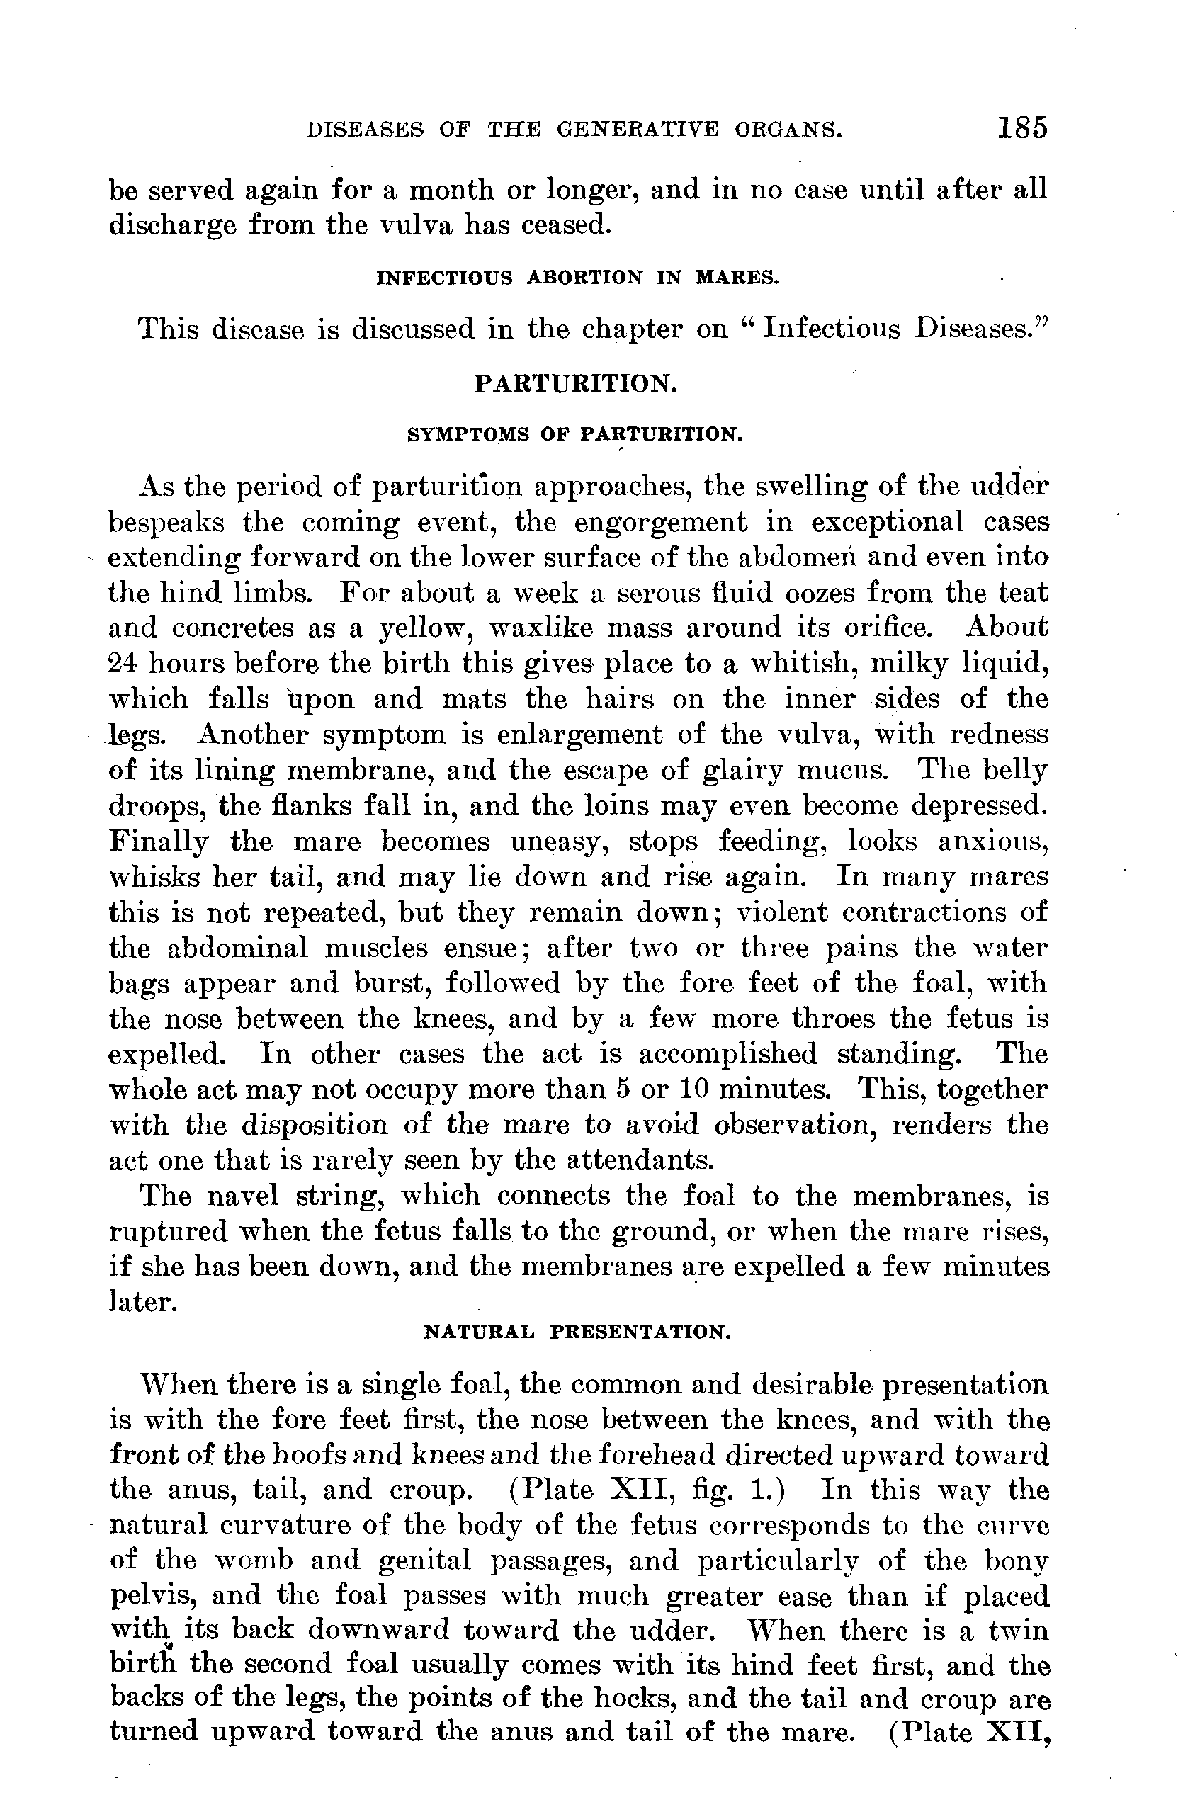 DISEASES OF THE GENERATIVE ORGANS. 185
be served again for a month or longer, and in no case until after all
discharge from the vulva has ceased.
INFECTIOUS ABORTION IN MARES.
This disease is discussed in the chapter on "Infectious Diseases."
PARTURITION.
SYMPTOMS OF PARTURITION.
As the period of parturition approaches, the swelling of the udder
bespeaks the coming event, the engorgement in exceptional cases
extending forward on the lower surface of the abdomen and even into
the hind limbs. For about a week a serous fluid oozes from the teat
and concretes as a yellow, waxlike mass around its orifice. About
24 hours before the birth this gives place to a whitish, milky liquid,
which falls upon and mats the hairs on the inner sides of the
legs. Another symptom is enlargement of the vulva, with redness
of its lining membrane, and the escape of glairy mucus. The belly
droops, the flanks fall in, and the loins may even become depressed.
Finally the mare becomes uneasy, stops feeding, looks anxious,
whisks her tail, and may lie down and rise again. In many mares
this is not repeated, but they remain down; violent contractions of
the abdominal muscles ensue; after two or three pains the water
bags appear and burst, followed by the fore feet of the foal, with
the nose between the knees, and by a few more throes the fetus is
expelled. In other cases the act is accomplished standing. The
whole act may not occupy more than 5 or 10 minutes. This, together
with the disposition of the mare to avoid observation, renders the
act one that is rarely seen by the attendants.
The navel string, which connects the foal to the membranes, is
ruptured when the fetus falls to the ground, or when the mare rises,
if she has been down, and the membranes are expelled a few minutes
later.
NATURAL PRESENTATION.
When there is a single foal, the common and desirable presentation
is with the fore feet first, the nose between the knees, and with the
front of the hoofs and knees and the forehead directed upward toward
the anus, tail, and croup. (Plate XII, fig. 1.) In this way the
natural curvature of the body of the fetus corresponds to the curve
of the womb and genital passages, and particularly of the bony
pelvis, and the foal passes with much greater ease than if placed
with its back downward toward the udder. When there is a twin
birth the second foal usually comes with its hind feet first, and the
backs of the legs, the points of the hocks, and the tail and croup are
turned upward toward the anus and tail of the mare. (Plate XII,